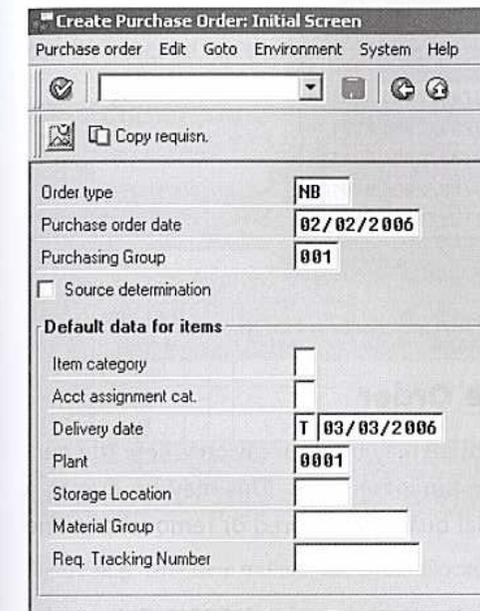 Create Purchase Order: Initial Screen
Purchase order Edit Goto Environment System Help
Copy requisn.
Order type NB
Purchase order date 02/02/2006
Purchasing Group 001
Source determination
Default data for items
Item category
Acct assignment cat.
Delivery date T 03/03/2006
Plant 0001
Storage Location
Material Group
Req. Tracking Number